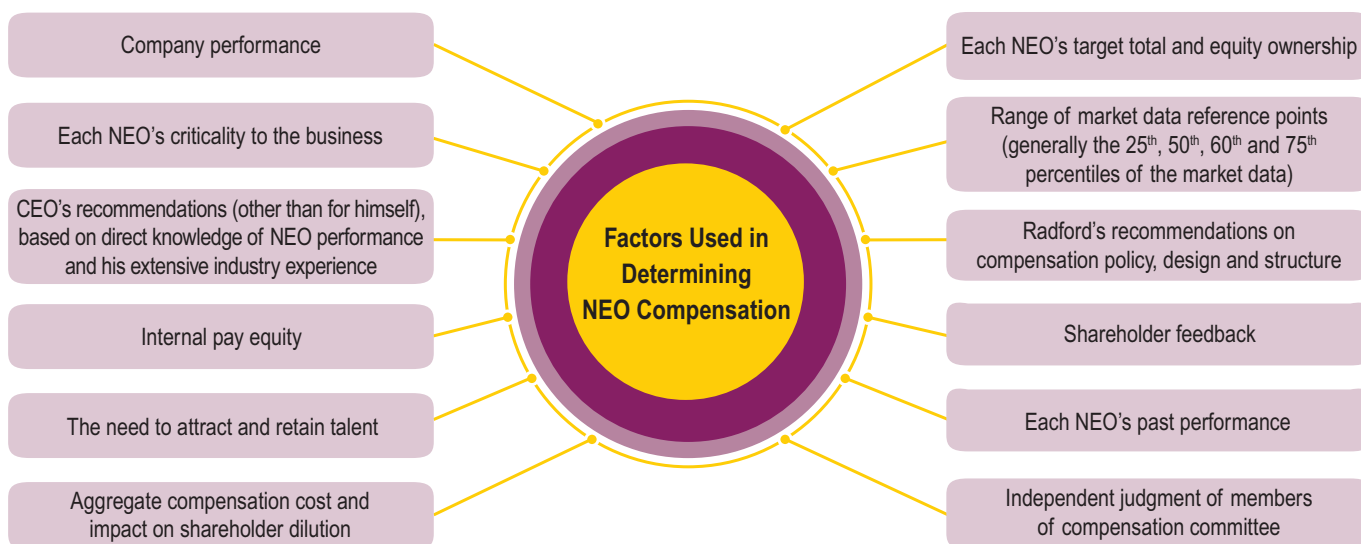 Company performance
Each NEO’s criticality to the business
CEO’s recommendations (other than for himself),
based on direct knowledge of NEO performance
and his extensive industry experience
Internal pay equity
The need to attract and retain talent
Aggregate compensation cost and
impact on shareholder dilution
Factors Used in
Determining
NEO Compensation
Each NEO’s target total and equity ownership
Range of market data reference points
(generally the 25th, 50th, 60th and 75th
percentiles of the market data)
Radford’s recommendations on
compensation policy, design and structure
Shareholder feedback
Each NEO’s past performance
Independent judgment of members
of compensation committee